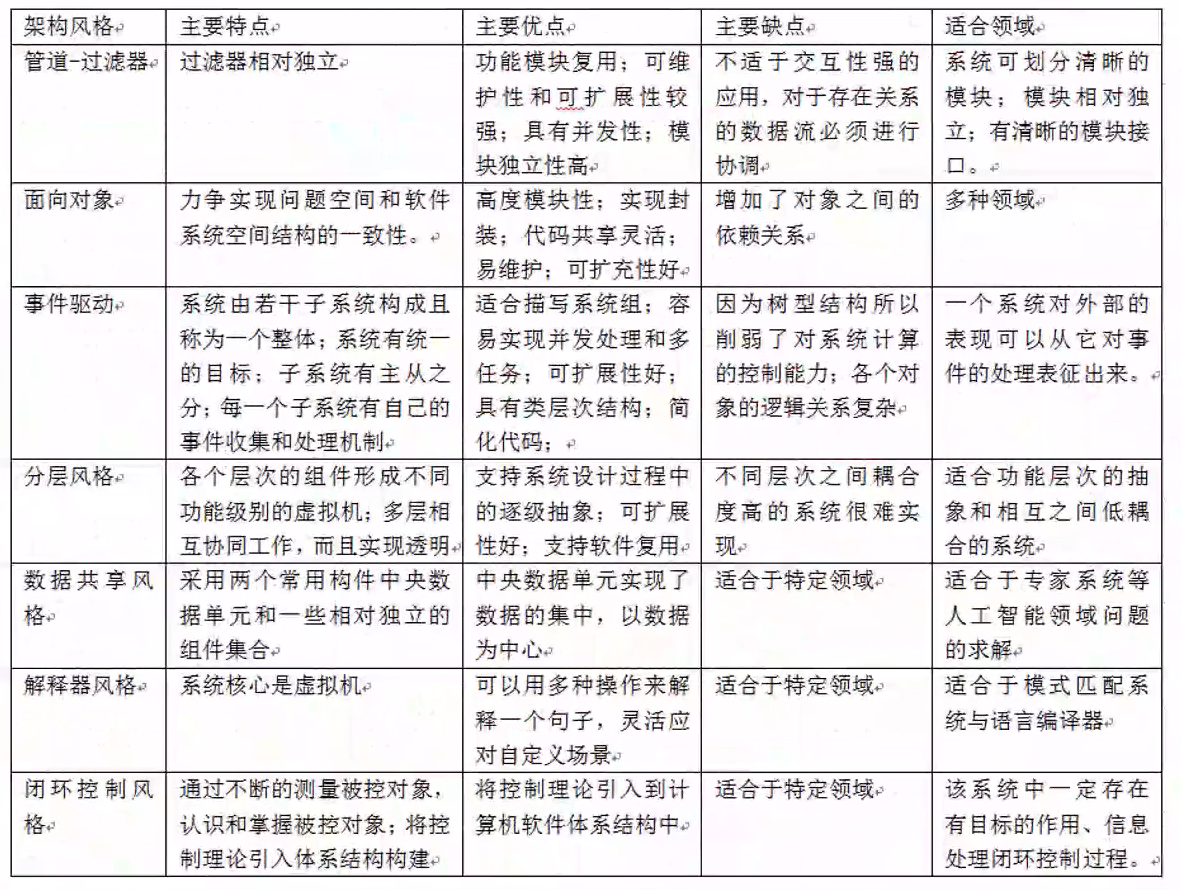 架构风格 主要特点 主要优点 主要缺点 适合领域
管道-过滤器 过滤器相对独立 功能模块复用；可维 不适于交互性强的 系统可划分清晰的
护性和可扩展性较 应用，对于存在关系 模块；模块相对独
强；具有并发性；模 的数据流必须进行 立；有清晰的模块接
块独立性高 协调 口。
面向对象 力争实现问题空间和软件 高度模块性；实现封 增加了对象之间的 多种领域
系统空间结构的一致性。 装；代码共享灵活； 依赖关系
易维护；可扩充性好
事件驱动 系统由若干子系统构成且 适合描写系统组；容 因为树型结构所以 一个系统对外部的
称为一个整体；系统有统一 易实现并发处理和多 削弱了对系统计算 表现可以从它对事
的目标；子系统有主从之 任务；可扩展性好； 的控制能力；各个对 件的处理表征出来。
分；每一个子系统有自己的 具有类层次结构；简 象的逻辑关系复杂
事件收集和处理机制 化代码；
分层风格 各个层次的组件形成不同 支持系统设计过程中 不同层次之间耦合 适合功能层次的抽
功能级别的虚拟机；多层相 的逐级抽象；可扩展 度高的系统很难实 象和相互之间低耦
互协同工作，而且实现透明 性好；支持软件复用 现 合的系统
数据共享风 采用两个常用构件中央数 中央数据单元实现了 适合于特定领域 适合于专家系统等
格 据单元和一些相对独立的 数据的集中，以数据 人工智能领域问题
组件集合 为中心 的求解
解释器风格 系统核心是虚拟机 可以用多种操作来解 适合于特定领域 适合于模式匹配系
释一个句子，灵活应 统与语言编译器
对自定义场景
闭环控制风 通过不断的测量被控对象， 将控制理论引入到计 适合于特定领域 该系统中一定存在
格 认识和掌握被控对象；将控 算机软件体系结构中 有目标的作用、信息
制理论引入体系结构构建 处理闭环控制过程。